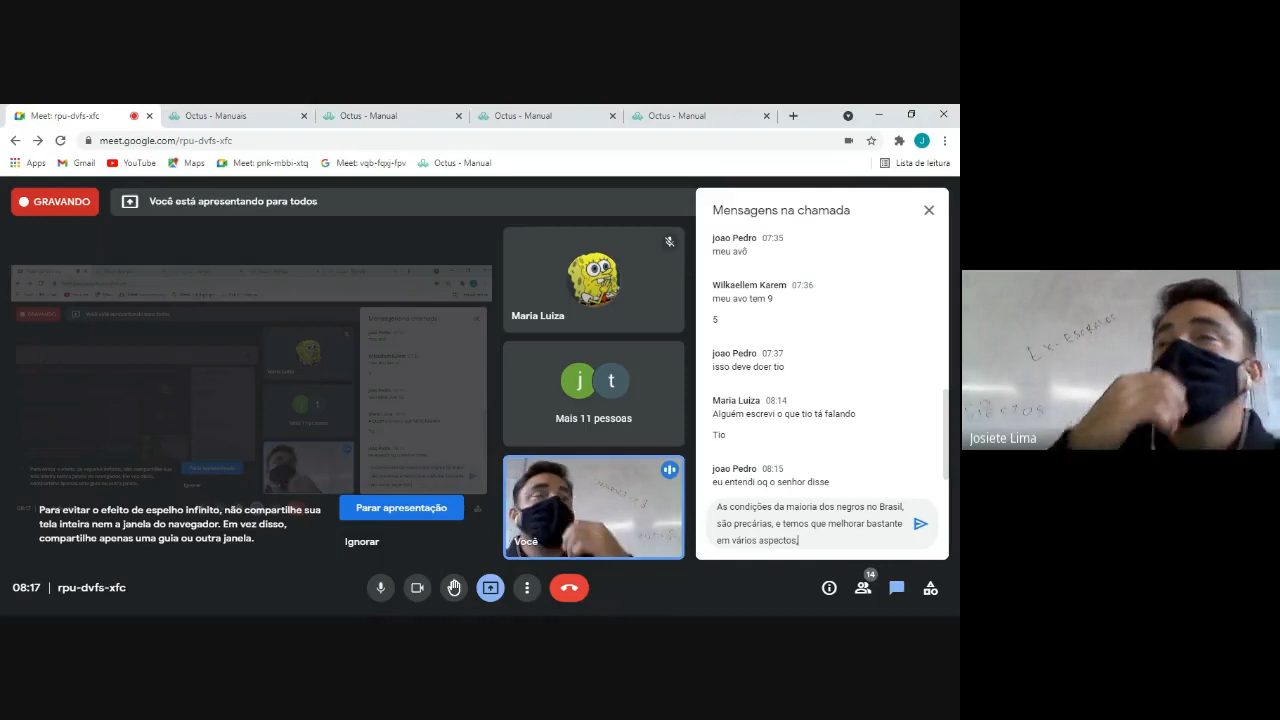 Meet: rpu-dvfs-xfc
Octus - Manuais
Octus - Manual
Octus - Manual
Octus - Manual
meet.google.com/rpu-dvfs-xfc
J
Apps
Gmail
YouTube
Maps
Meet: pnk-mbbi-xtq
Meet: vqb-fqxj-fpv
Octus - Manual
Lista de leitura
GRAVANDO
Você está apresentando para todos
Maria Luiza
j
t
Mais 11 pessoas
Você
Para evitar o efeito de espelho infinito, não compartilhe sua
tela inteira nem a janela do navegador. Em vez disso,
compartilhe apenas uma guia ou outra janela.
Parar apresentação
Ignorar
Mensagens na chamada
joao Pedro 07:35
meu avô
Wilkaellem Karem 07:36
meu avo tem 9
5
joao Pedro 07:37
isso deve doer tio
Maria Luiza 08:14
Alguém escrevi o que tio tá falando
Tio
joao Pedro 08:15
eu entendi oq o senhor disse
As condições da maioria dos negros no Brasil,
são precárias, e temos que melhorar bastante
em vários aspectos,
08:17 | rpu-dvfs-xfc
14
Ex-ESCRAVOS
Josiete Lima